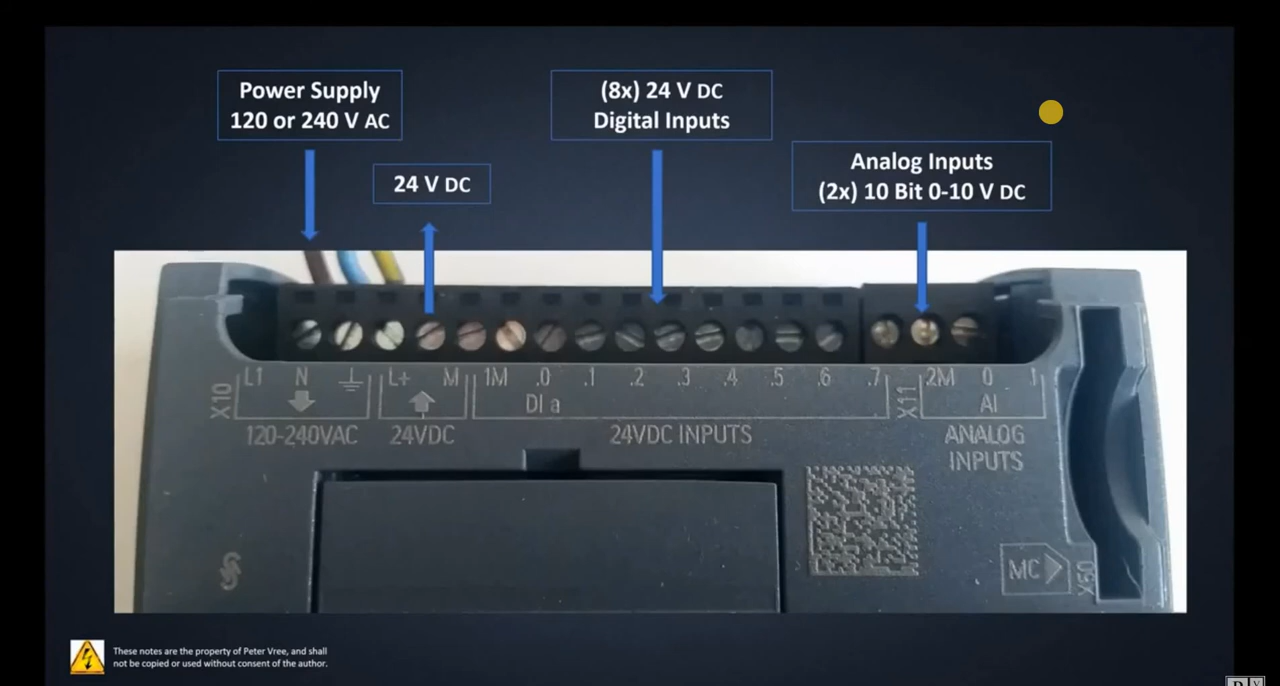 Power Supply
120 or 240 V AC
(8x) 24 V DC
Digital Inputs
24 V DC
Analog Inputs
(2x) 10 Bit 0-10 V DC
X10
L1 N
L+ M
1M .0 .1 .2 .3 .4 .5 .6 .7
DI a
X11
2M 0 .1
AI
120-240VAC
24VDC
24VDC INPUTS
ANALOG
INPUTS
MC
X50
These notes are the property of Peter Vree, and shall
not be copied or used without consent of the author.